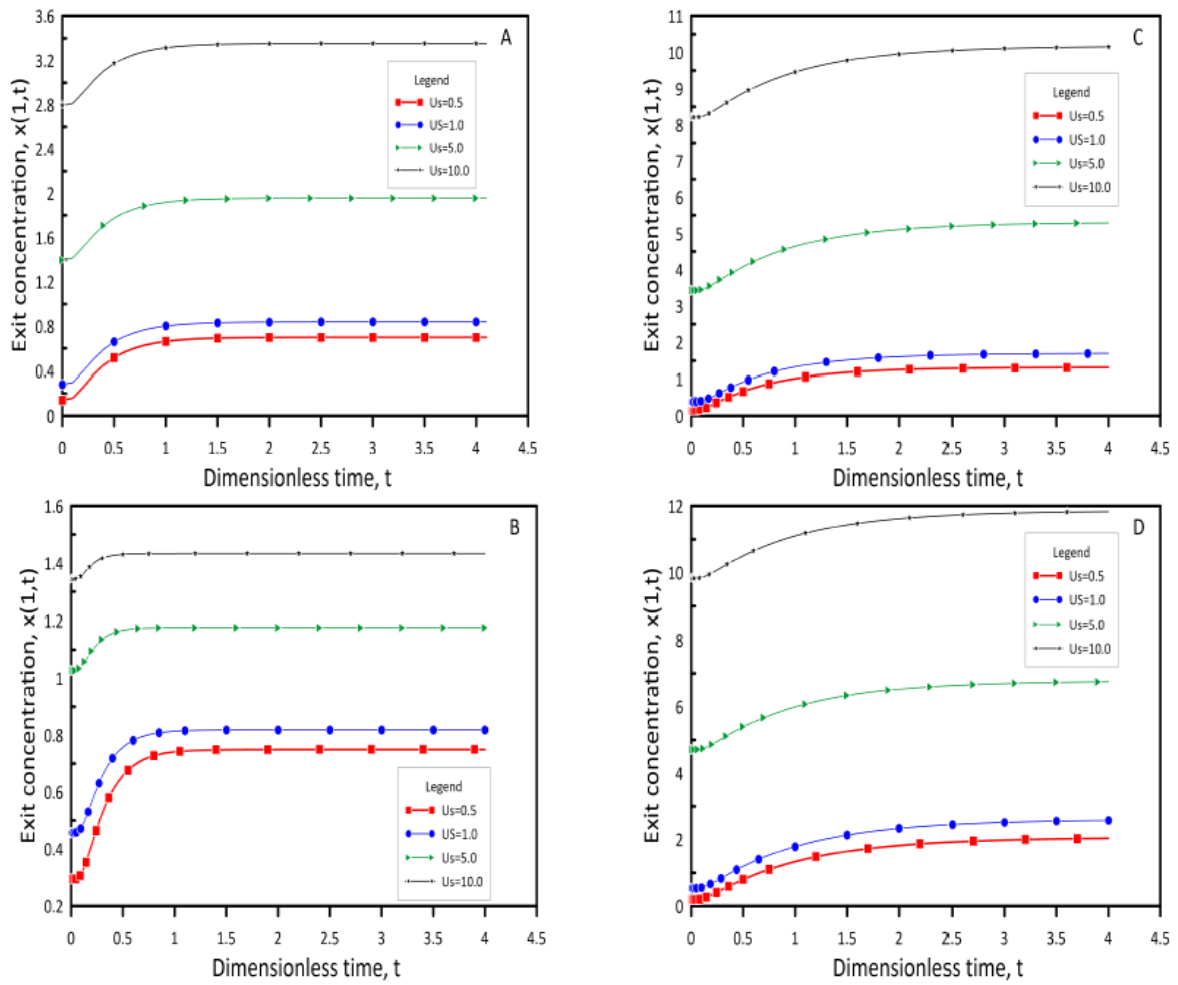 A
Exit concentration, x(1,t)
3.6
3.2
2.8
2.4
2
1.6
1.2
0.8
0.4
0
Legend
Us=0.5
US=1.0
Us=5.0
Us=10.0
0 0.5 1 1.5 2 2.5 3 3.5 4 4.5
Dimensionless time, t
B
Exit concentration, x(1,t)
1.6
1.4
1.2
1
0.8
0.6
0.4
0.2
Legend
Us=0.5
US=1.0
Us=5.0
Us=10.0
0 0.5 1 1.5 2 2.5 3 3.5 4 4.5
Dimensionless time, t
C
Exit concentration, x(1,t)
11
10
9
8
7
6
5
4
3
2
1
0
Legend
Us=0.5
US=1.0
Us=5.0
Us=10.0
0 0.5 1 1.5 2 2.5 3 3.5 4 4.5
Dimensionless time, t
D
Exit concentration, x(1,t)
12
10
8
6
4
2
0
Legend
Us=0.5
US=1.0
Us=5.0
Us=10.0
0 0.5 1 1.5 2 2.5 3 3.5 4 4.5
Dimensionless time, t